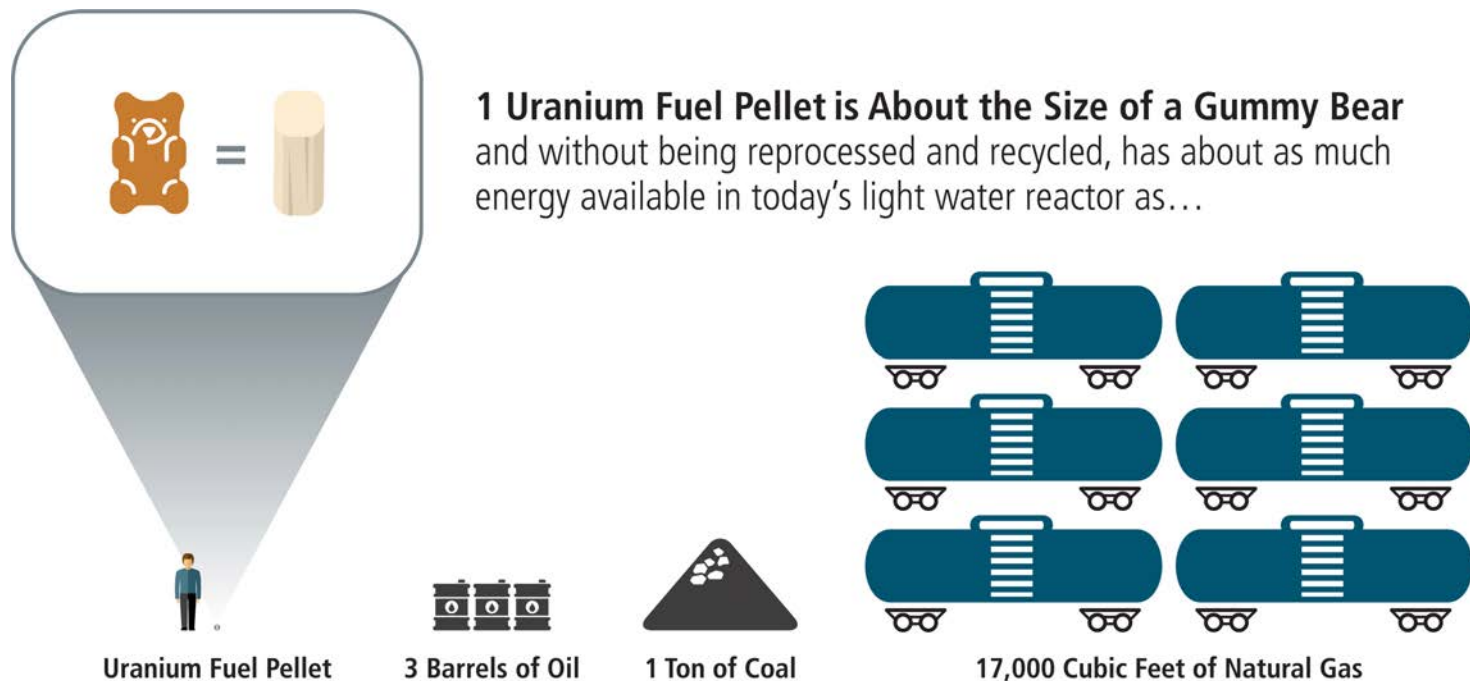 1 Uranium Fuel Pellet is About the Size of a Gummy Bear
and without being reprocessed and recycled, has about as much
energy available in today's light water reactor as…
Uranium Fuel Pellet
3 Barrels of Oil
1 Ton of Coal
17,000 Cubic Feet of Natural Gas